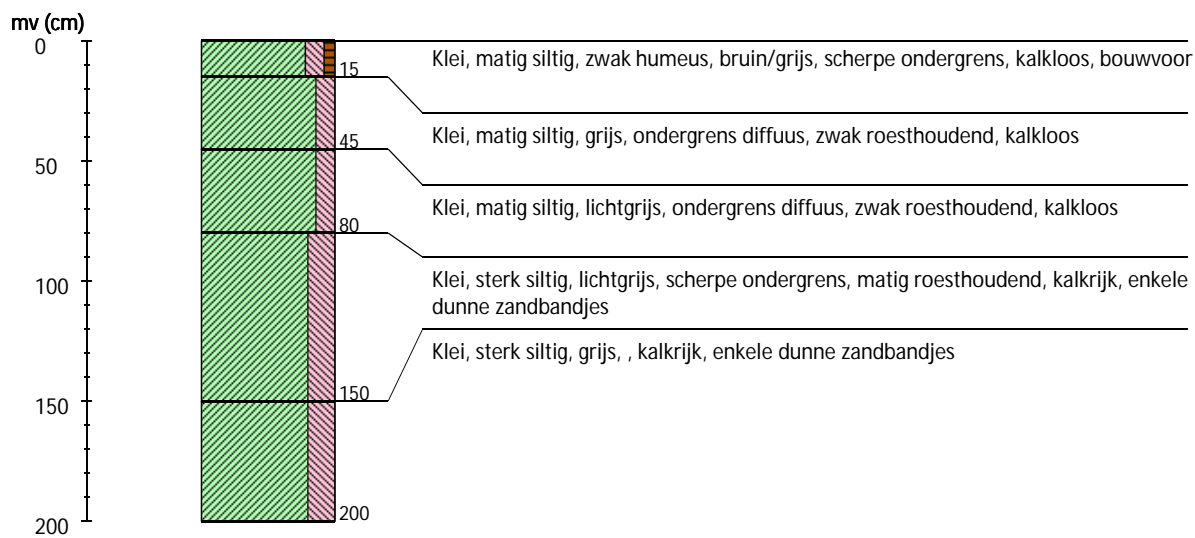 mv (cm)
0
Klei, matig siltig, zwak humeus, bruin/grijs, scherpe ondergrens, kalkloos, bouwvoor
15
Klei, matig siltig, grijs, ondergrens diffuus, zwak roesthoudend, kalkloos
45
50
Klei, matig siltig, lichtgrijs, ondergrens diffuus, zwak roesthoudend, kalkloos
80
Klei, sterk siltig, lichtgrijs, scherpe ondergrens, matig roesthoudend, kalkrijk, enkele
100
dunne zandbandjes
Klei, sterk siltig, grijs, , kalkrijk, enkele dunne zandbandjes
150
150
200
200